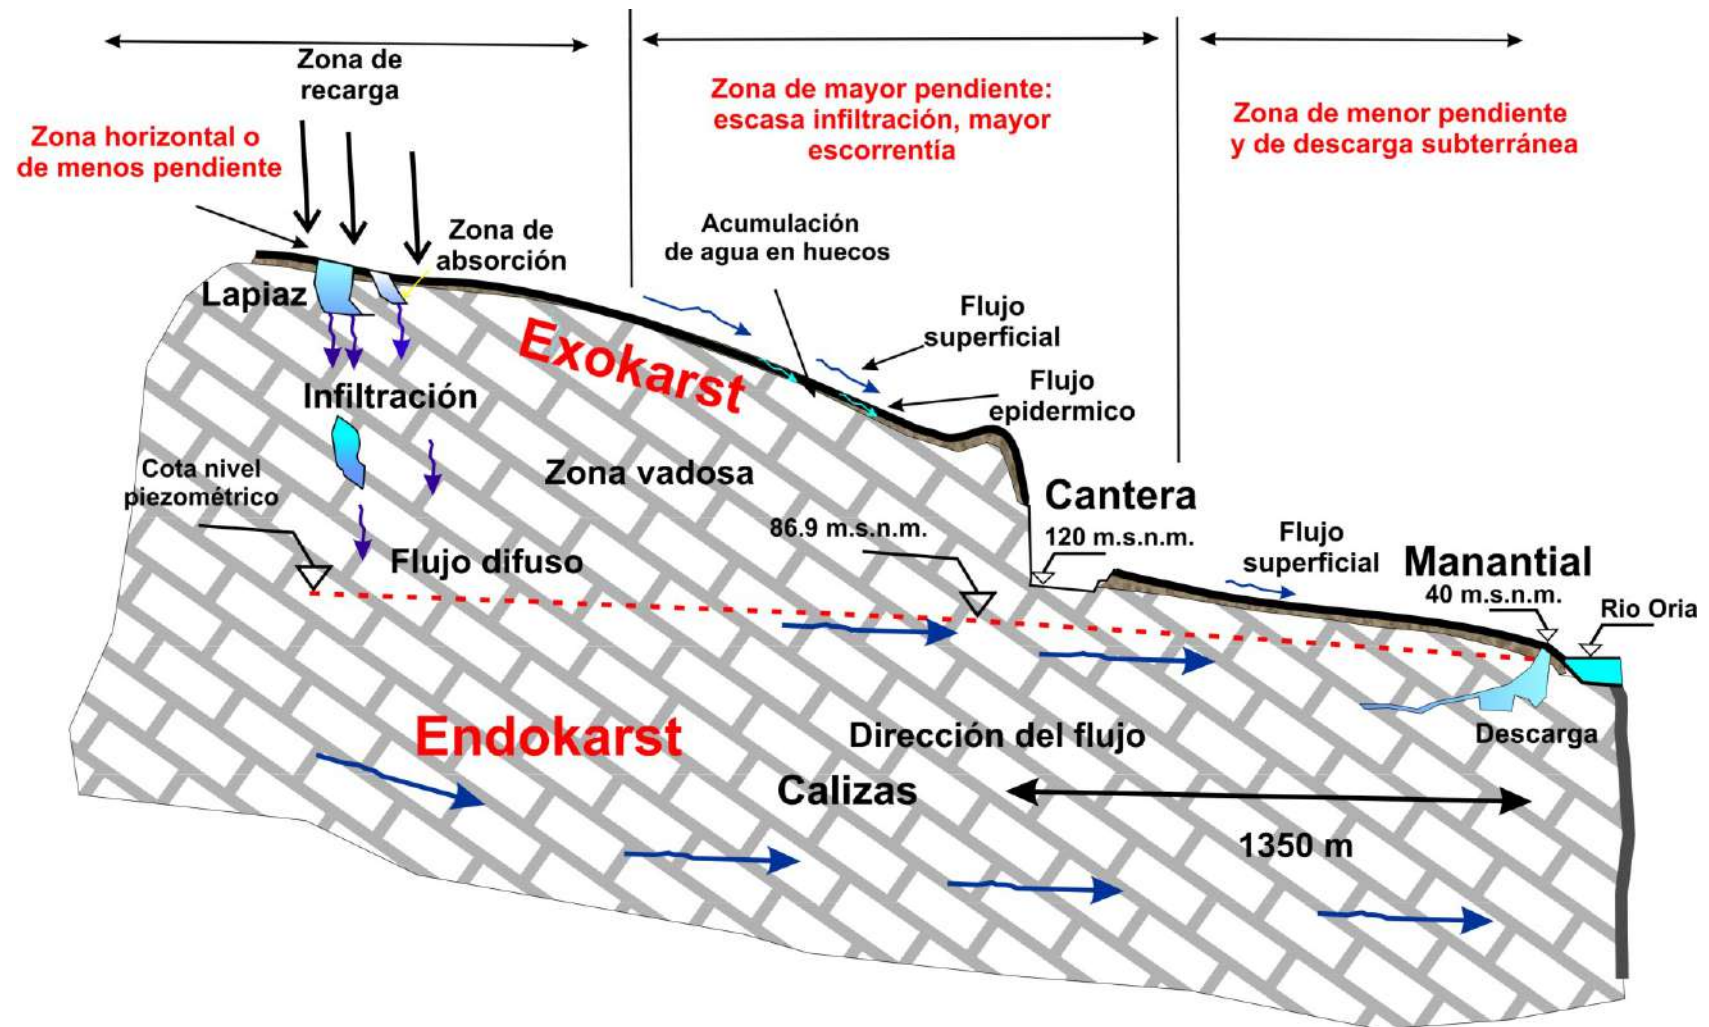 Zona de
recarga
Zona horizontal o
de menos pendiente
Zona de mayor pendiente:
escasa infiltración, mayor
escorrentía
Zona de menor pendiente
y de descarga subterránea
Zona de
absorción
Acumulación
de agua en huecos
Lapiaz
Flujo
superficial
Exokarst
Flujo
epidermico
Infiltración
Cota nivel
piezométrico
Zona vadosa
Cantera
86.9 m.s.n.m.
120 m.s.n.m.
Flujo difuso
Flujo
superficial
Manantial
40 m.s.n.m.
Rio Oria
Endokarst
Dirección del flujo
Descarga
Calizas
1350 m